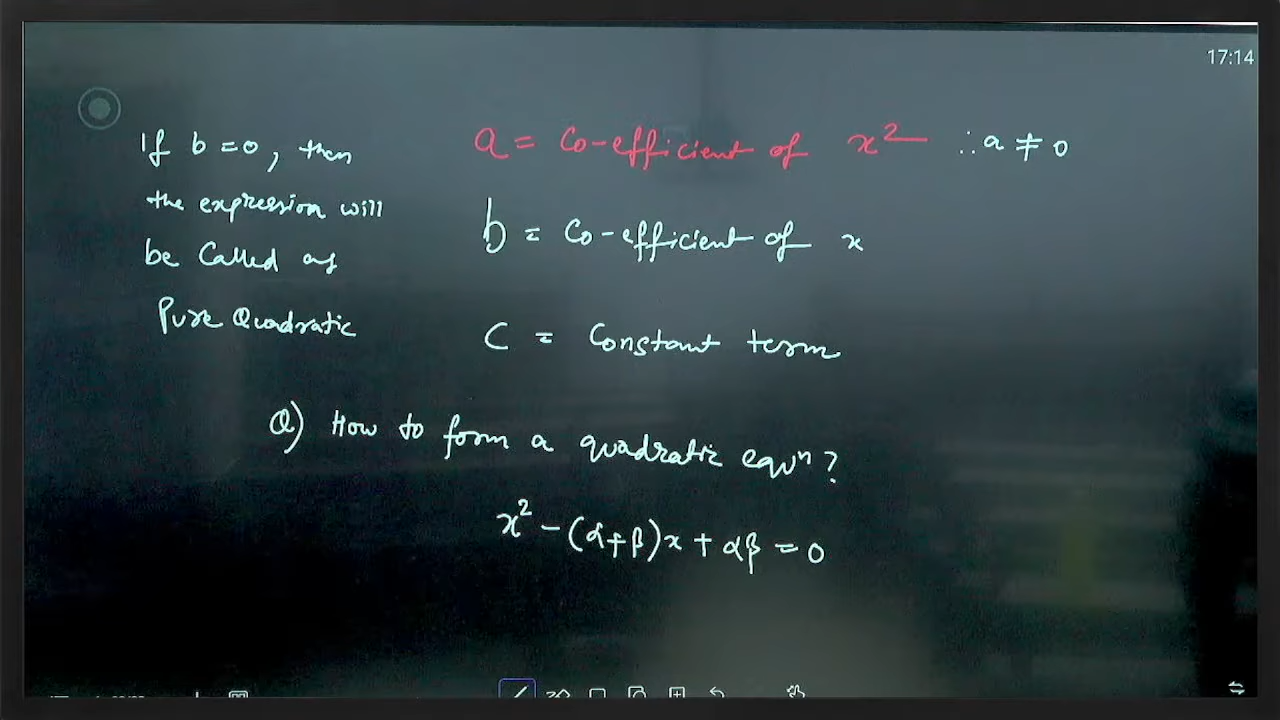 17:14
If b = 0, then
the expression will
be Called as
Pure Quadratic
a = Co-efficient of x² ∴ a ≠ 0
b = Co-efficient of x
C = Constant term
Q) How to form a quadratic equⁿ?
x² - (α+β)x + αβ = 0